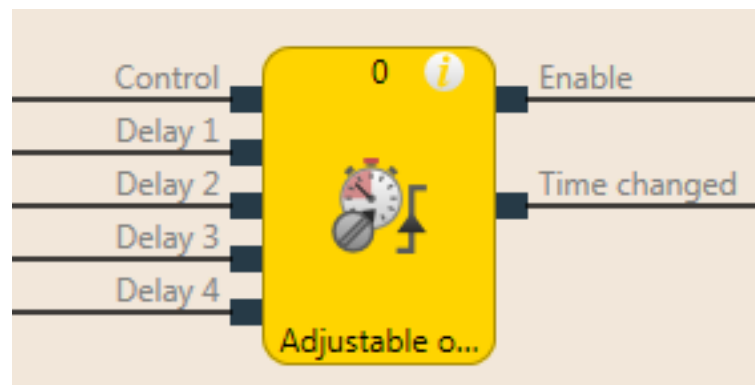 Control
Delay 1
Delay 2
Delay 3
Delay 4
0
i
Adjustable o...
Enable
Time changed